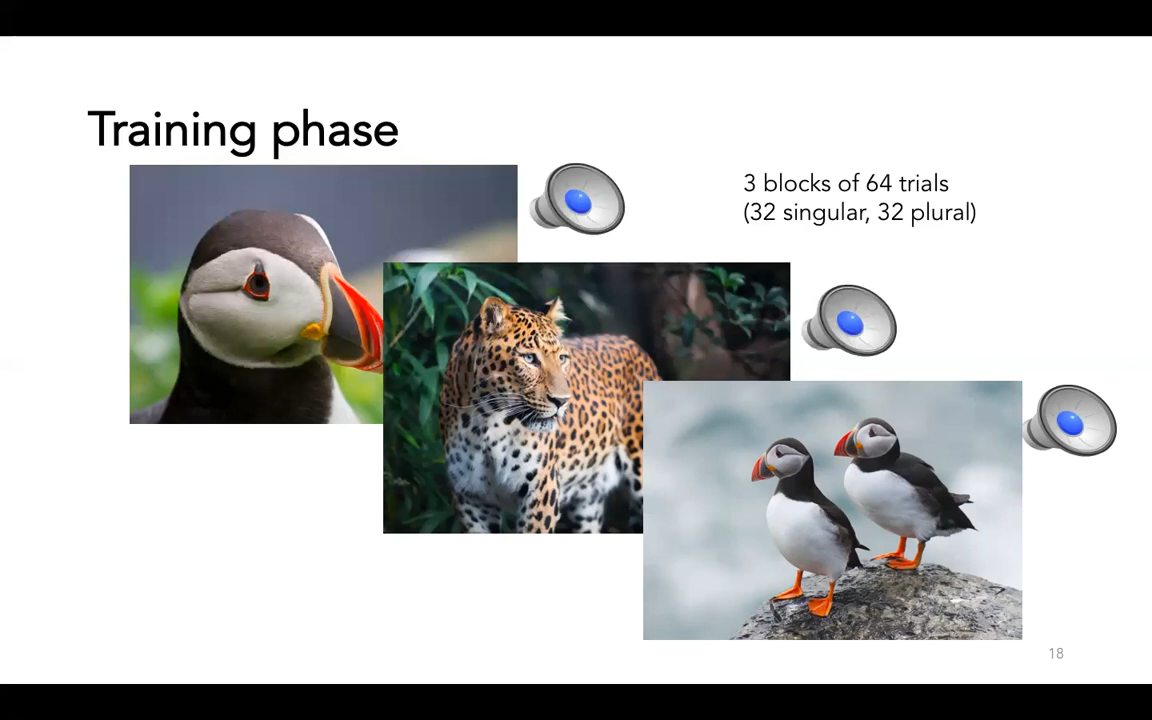 Training phase
3 blocks of 64 trials
(32 singular, 32 plural)
18